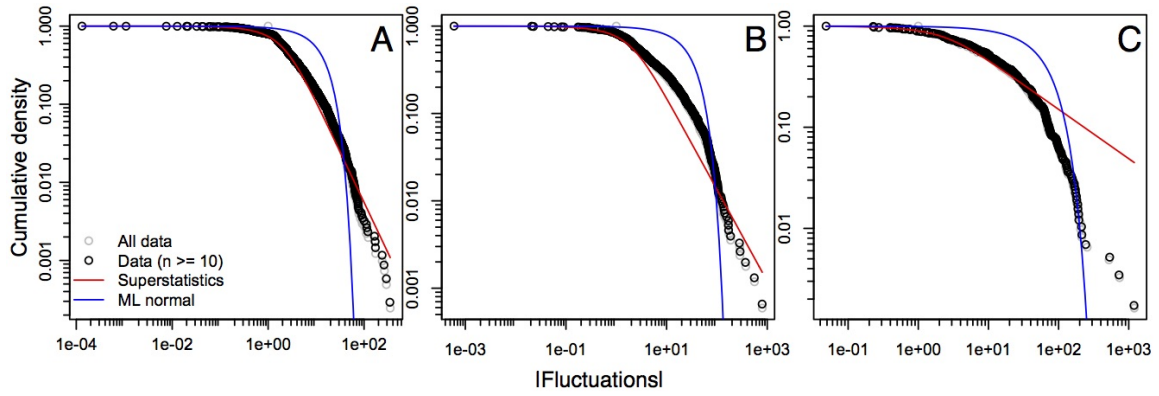 A
B
C
Cumulative density
1.000
0.100
0.010
0.001
1.000
0.100
0.010
0.001
1.00
0.10
0.01
All data
Data (n >= 10)
Superstatistics
ML normal
1e-04 1e-02 1e+00 1e+02
1e-03 1e-01 1e+01 1e+03
1e-01 1e+00 1e+01 1e+02 1e+03
|Fluctuations|